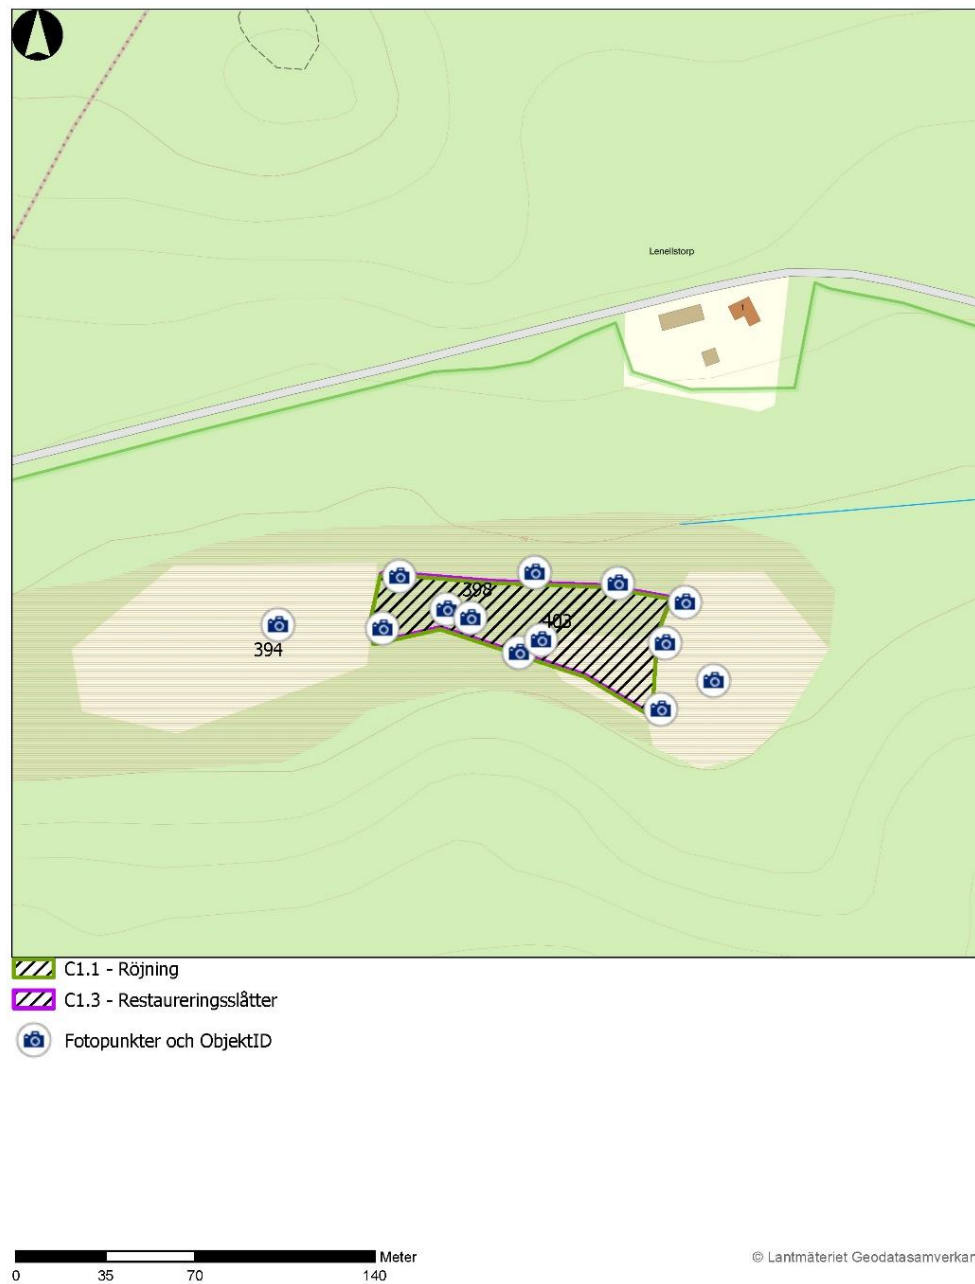 Lenellstorp
1
398
403
394
C1.1 - Röjning
C1.3 - Restaureringsslåtter
Fotopunkter och ObjektID
Meter
0 35 70 140
© Lantmäteriet Geodatasamverkan